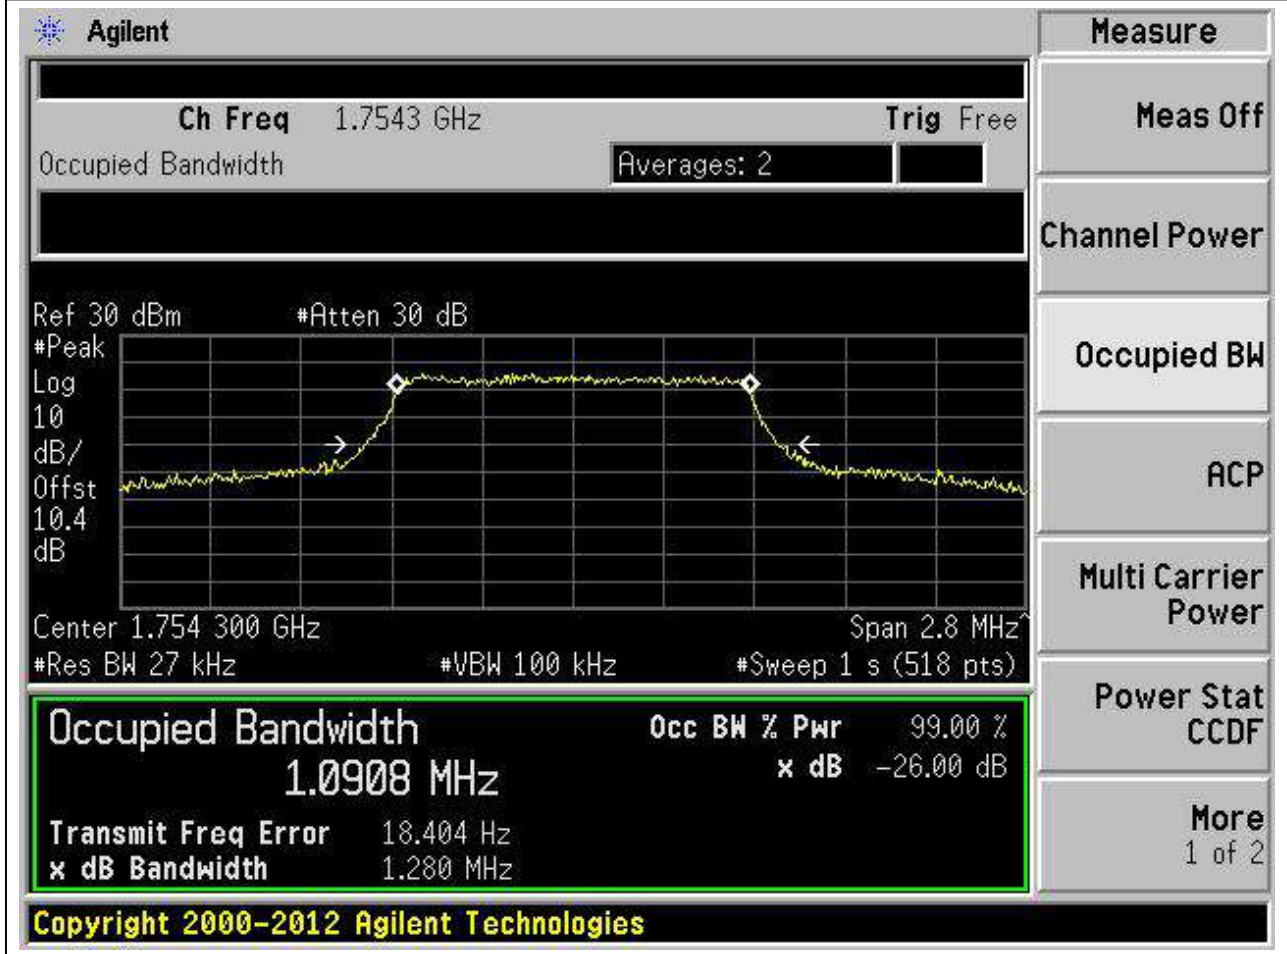 Agilent
Measure
Ch Freq 1.7543 GHz Trig Free
Occupied Bandwidth Averages: 2
Meas Off
Channel Power
Occupied BW
ACP
Multi Carrier
Power
Power Stat
CCDF
More
1 of 2
Ref 30 dBm #Atten 30 dB
#Peak
Log
10
dB/
Offst
10.4
dB
Center 1.754 300 GHz Span 2.8 MHz^
#Res BW 27 kHz #VBW 100 kHz #Sweep 1 s (518 pts)
Occupied Bandwidth Occ BW % Pwr 99.00 %
1.0908 MHz x dB -26.00 dB
Transmit Freq Error 18.404 Hz
x dB Bandwidth 1.280 MHz
Copyright 2000-2012 Agilent Technologies